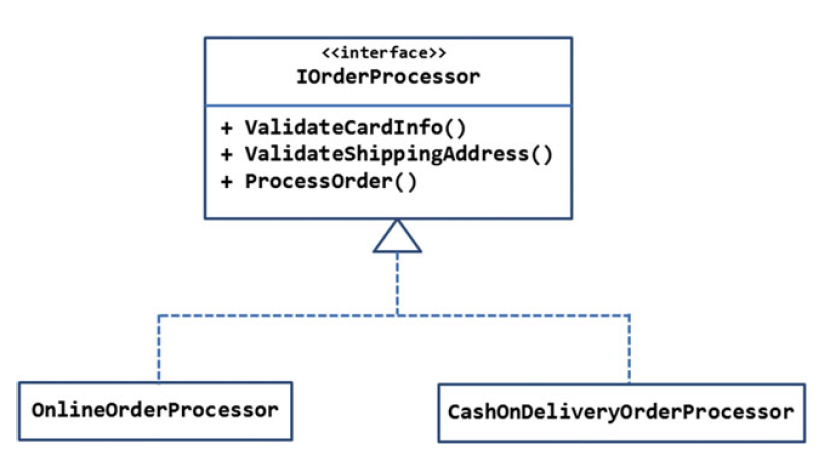 <<interface>>
IOrderProcessor
+ ValidateCardInfo()
+ ValidateShippingAddress()
+ ProcessOrder()
OnlineOrderProcessor
CashOnDeliveryOrderProcessor